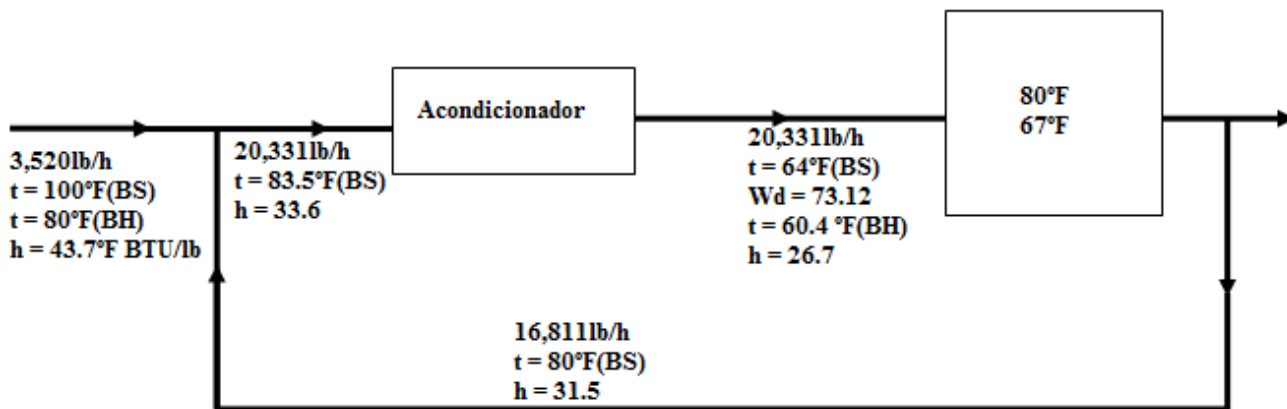 Acondicionador
80°F
67°F
3,520lb/h
t = 100°F(BS)
t = 80°F(BH)
h = 43.7°F BTU/lb
20,331lb/h
t = 83.5°F(BS)
h = 33.6
20,331lb/h
t = 64°F(BS)
Wd = 73.12
t = 60.4 °F(BH)
h = 26.7
16,811lb/h
t = 80°F(BS)
h = 31.5